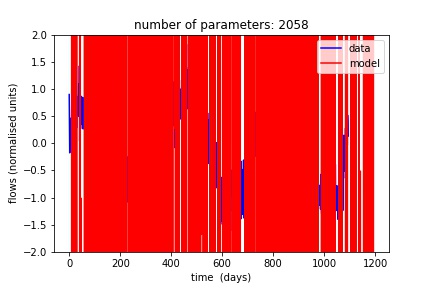 number of parameters: 2058
data
model
flows (normalised units)
2.0
1.5
1.0
0.5
0.0
−0.5
−1.0
−1.5
−2.0
0 200 400 600 800 1000 1200
time (days)